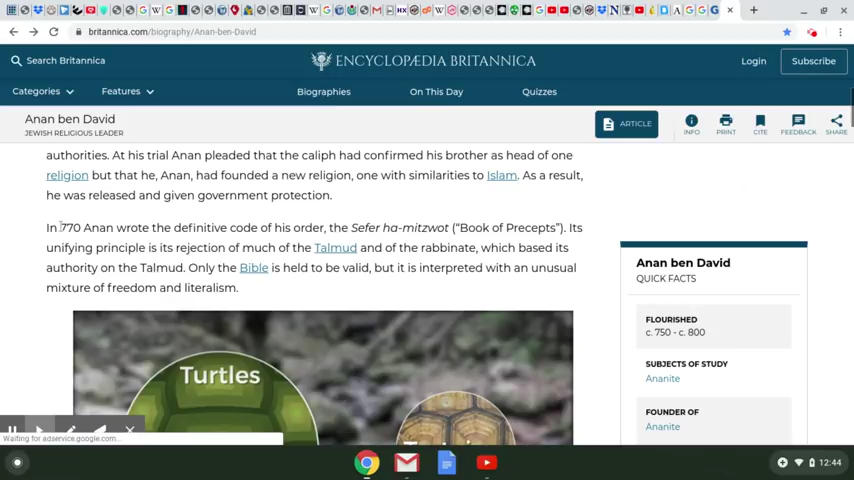 britannica.com/biography/Anan-ben-David
Search Britannica
ENCYCLOPÆDIA BRITANNICA
Login
Subscribe
Categories
Features
Biographies
On This Day
Quizzes
Anan ben David
JEWISH RELIGIOUS LEADER
ARTICLE
INFO
PRINT
CITE
FEEDBACK
SHARE
authorities. At his trial Anan pleaded that the caliph had confirmed his brother as head of one
religion but that he, Anan, had founded a new religion, one with similarities to Islam. As a result,
he was released and given government protection.
In 770 Anan wrote the definitive code of his order, the Sefer ha-mitzwot (“Book of Precepts”). Its
unifying principle is its rejection of much of the Talmud and of the rabbinate, which based its
authority on the Talmud. Only the Bible is held to be valid, but it is interpreted with an unusual
mixture of freedom and literalism.
Anan ben David
QUICK FACTS
FLOURISHED
c. 750 - c. 800
SUBJECTS OF STUDY
Ananite
FOUNDER OF
Ananite
Turtles
Waiting for adservice.google.com...
12:44